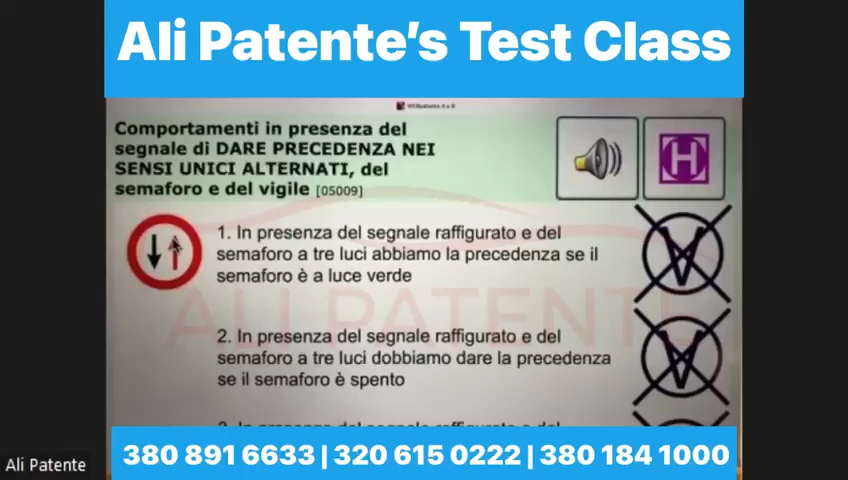 Ali Patente's Test Class
Comportamenti in presenza del
segnale di DARE PRECEDENZA NEI
SENSI UNICI ALTERNATI, del
semaforo e del vigile [05009]
H
1. In presenza del segnale raffigurato e del
semaforo a tre luci abbiamo la precedenza se il
semaforo è a luce verde
V
ALI PATENTE
2. In presenza del segnale raffigurato e del
semaforo a tre luci dobbiamo dare la precedenza
se il semaforo è spento
V
Ali Patente
380 891 6633 | 320 615 0222 | 380 184 1000